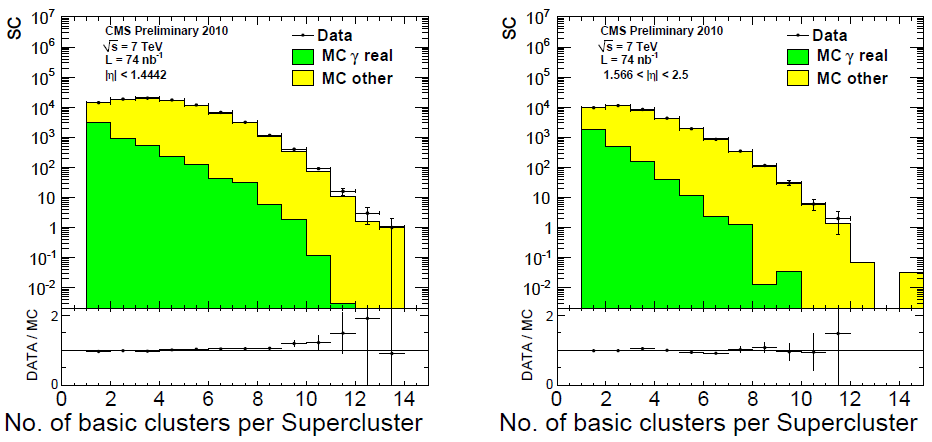 SC
10⁷
10⁶
10⁵
10⁴
10³
10²
10
1
10⁻¹
10⁻²
CMS Preliminary 2010
√s = 7 TeV
L = 74 nb⁻¹
|η| < 1.4442
Data
MC γ real
MC other
DATA / MC
2
0
0 2 4 6 8 10 12 14
No. of basic clusters per Supercluster
SC
10⁷
10⁶
10⁵
10⁴
10³
10²
10
1
10⁻¹
10⁻²
CMS Preliminary 2010
√s = 7 TeV
L = 74 nb⁻¹
1.566 < |η| < 2.5
Data
MC γ real
MC other
DATA / MC
2
0
0 2 4 6 8 10 12 14
No. of basic clusters per Supercluster